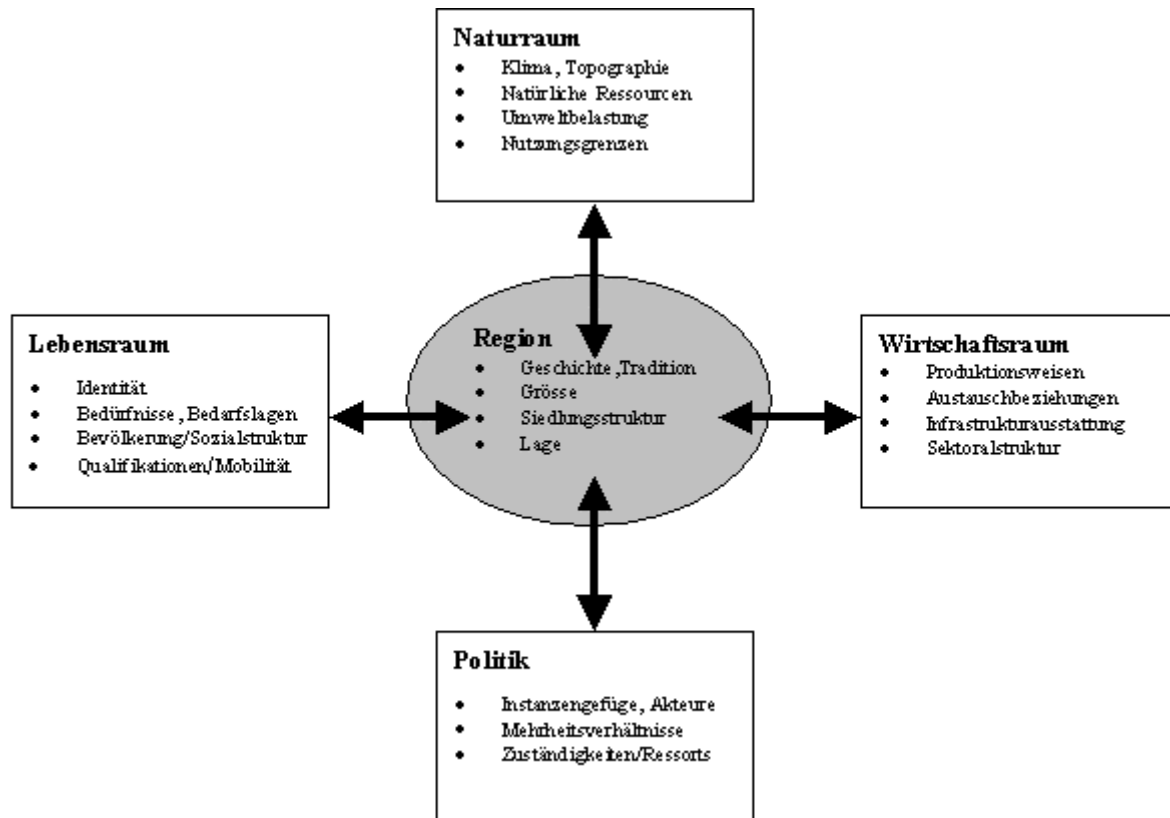 Naturraum
• Klima, Topographie
• Natürliche Ressourcen
• Umweltbelastung
• Nutzungsgrenzen
Lebensraum
• Identität
• Bedürfnisse, Bedarfslagen
• Bevölkerung/Sozialstruktur
• Qualifikationen/Mobilität
Region
• Geschichte,Tradition
• Grösse
• Siedlungsstruktur
• Lage
Wirtschaftsraum
• Produktionsweisen
• Austauschbeziehungen
• Infrastrukturausstattung
• Sektoralstruktur
Politik
• Instanzengefüge, Akteure
• Mehrheitsverhältnisse
• Zuständigkeiten/Ressorts